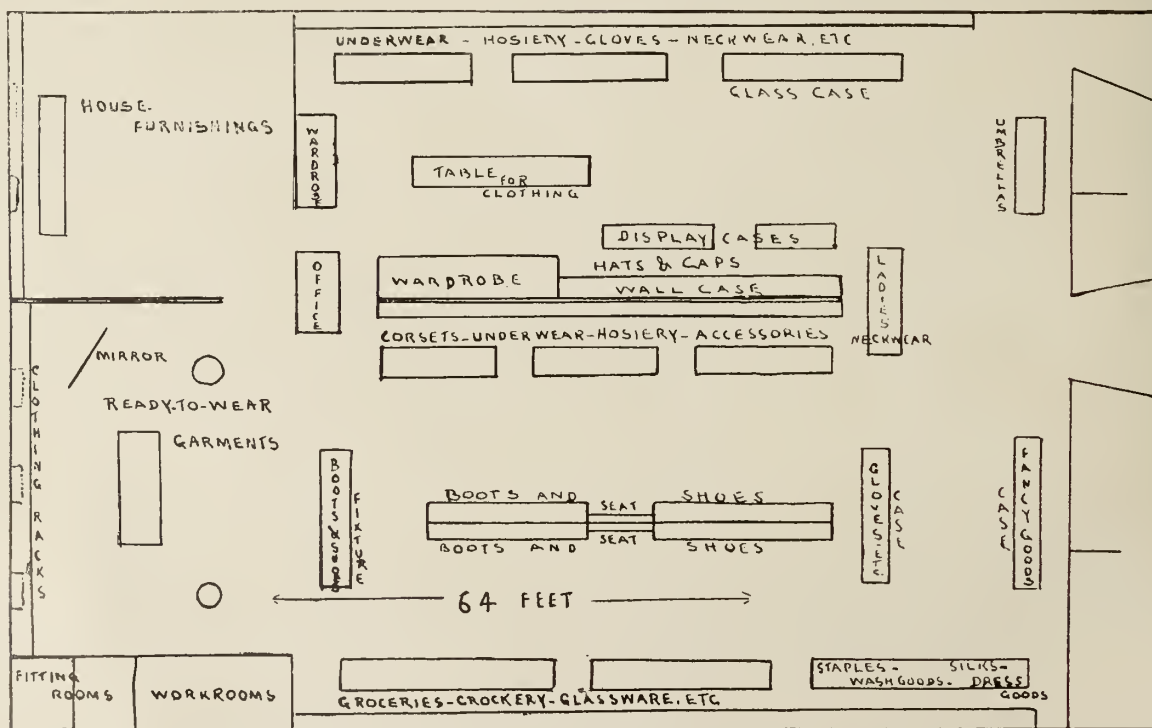 UNDERWEAR - HOSIERY - GLOVES - NECKWEAR, ETC
GLASS CASE
HOUSE-
FURNISHINGS
WARDROBE
TABLE FOR
CLOTHING
UMBRELLAS
DISPLAY CASES
HATS & CAPS
WARDROBE
WALL CASE
OFFICE
LADIES
NECKWEAR
CORSETS-UNDERWEAR-HOSIERY-ACCESSORIES
MIRROR
READY-TO-WEAR
GARMENTS
CLOTHING RACKS
BOOTS & SHOES
FIXTURE
BOOTS AND SHOES
SEAT
SEAT
BOOTS AND SHOES
GLOVES.ETC
CASE
CASE
FANCY GOODS
64 FEET
FITTING
ROOMS
WORKROOMS
GROCERIES-CROCKERY-GLASSWARE, ETC
STAPLES- SILKS-
WASH GOODS- DRESS
GOODS